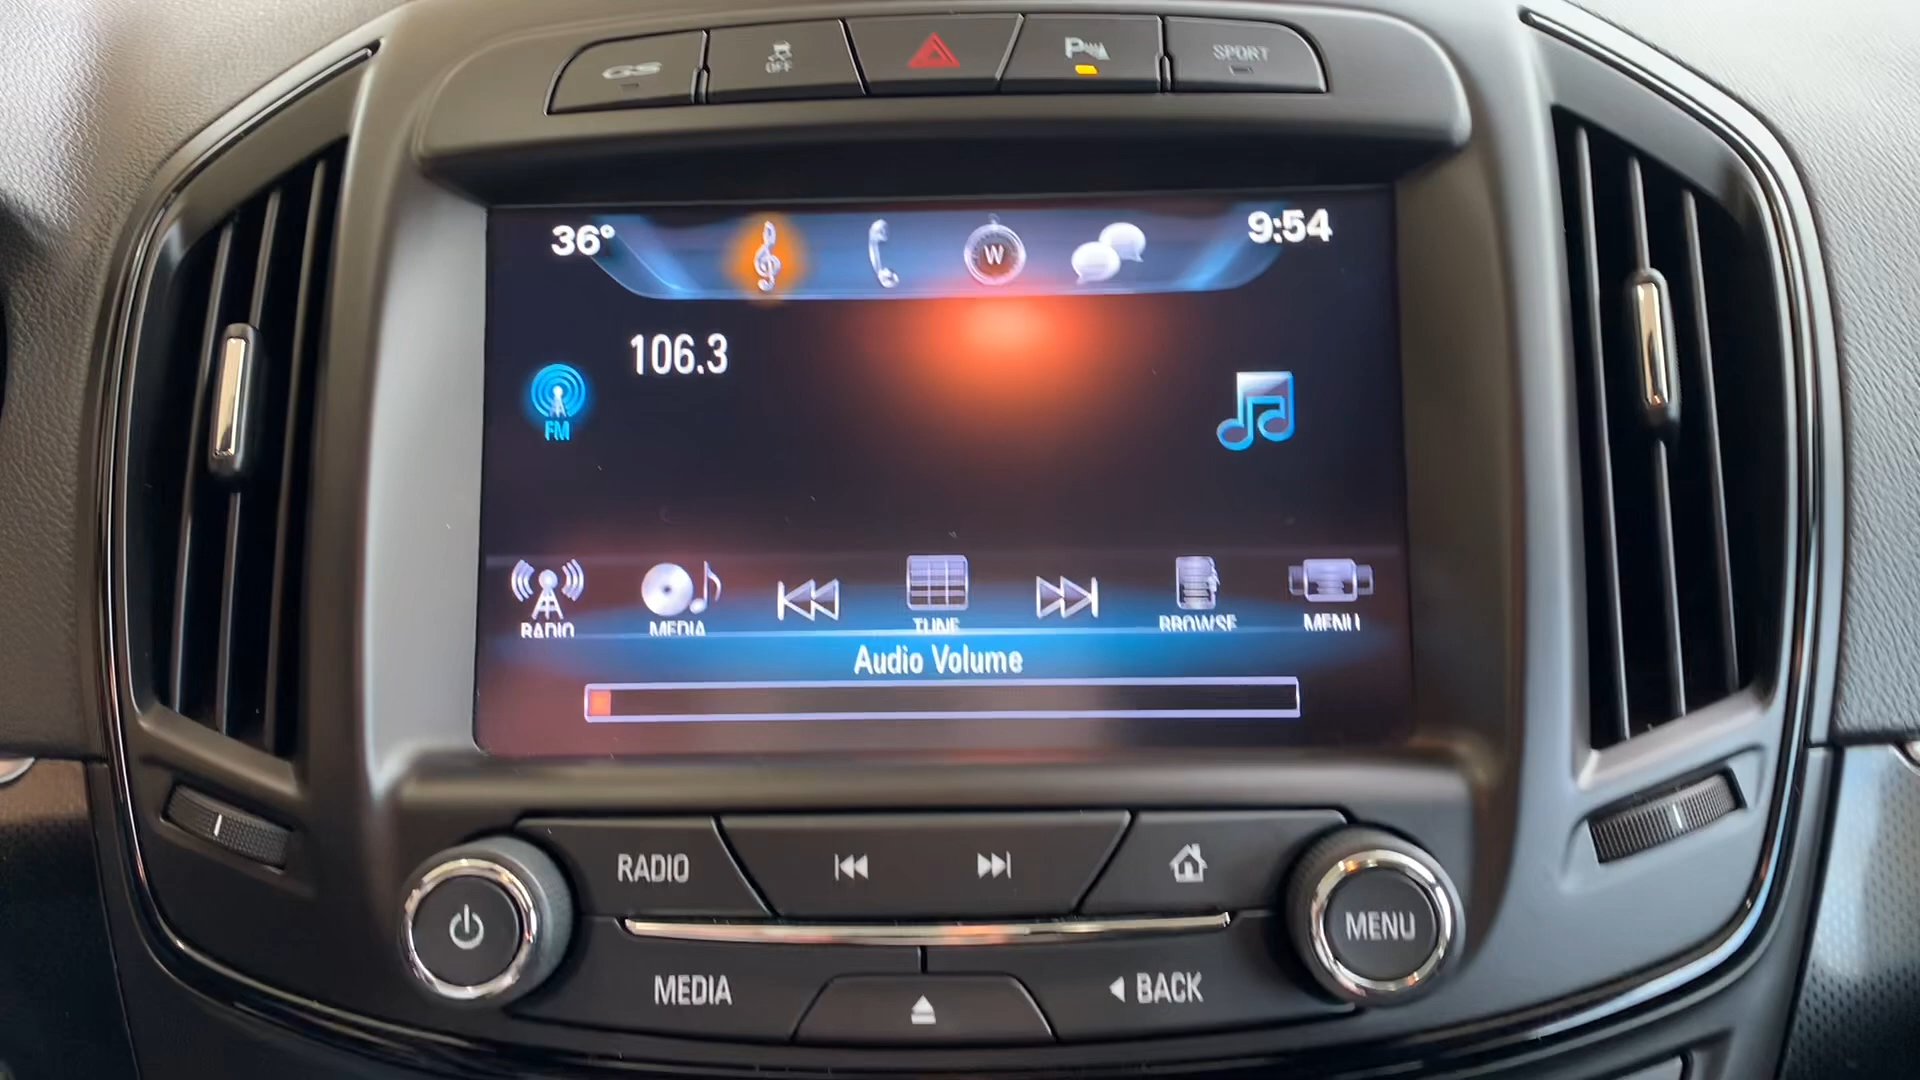 GS
OFF
P
SPORT
36°
W
9:54
106.3
FM
RADIO
MEDIA
TUNE
BROWSE
MENU
Audio Volume
RADIO
MENU
MEDIA
BACK